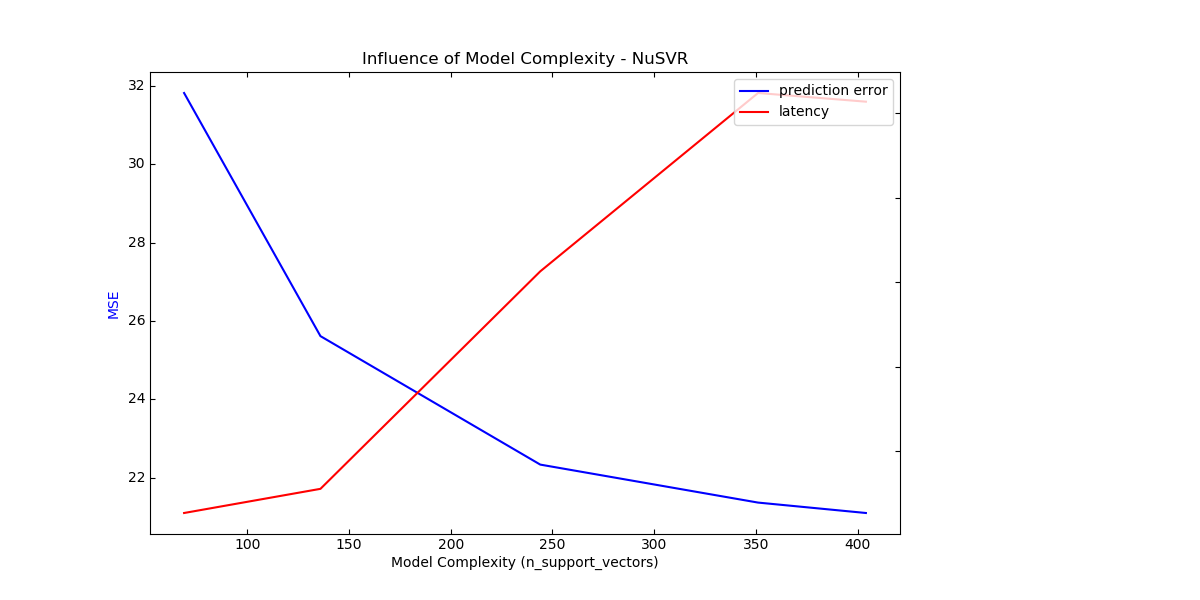 Influence of Model Complexity - NuSVR
prediction error
latency
32
30
28
26
24
22
MSE
100 150 200 250 300 350 400
Model Complexity (n_support_vectors)